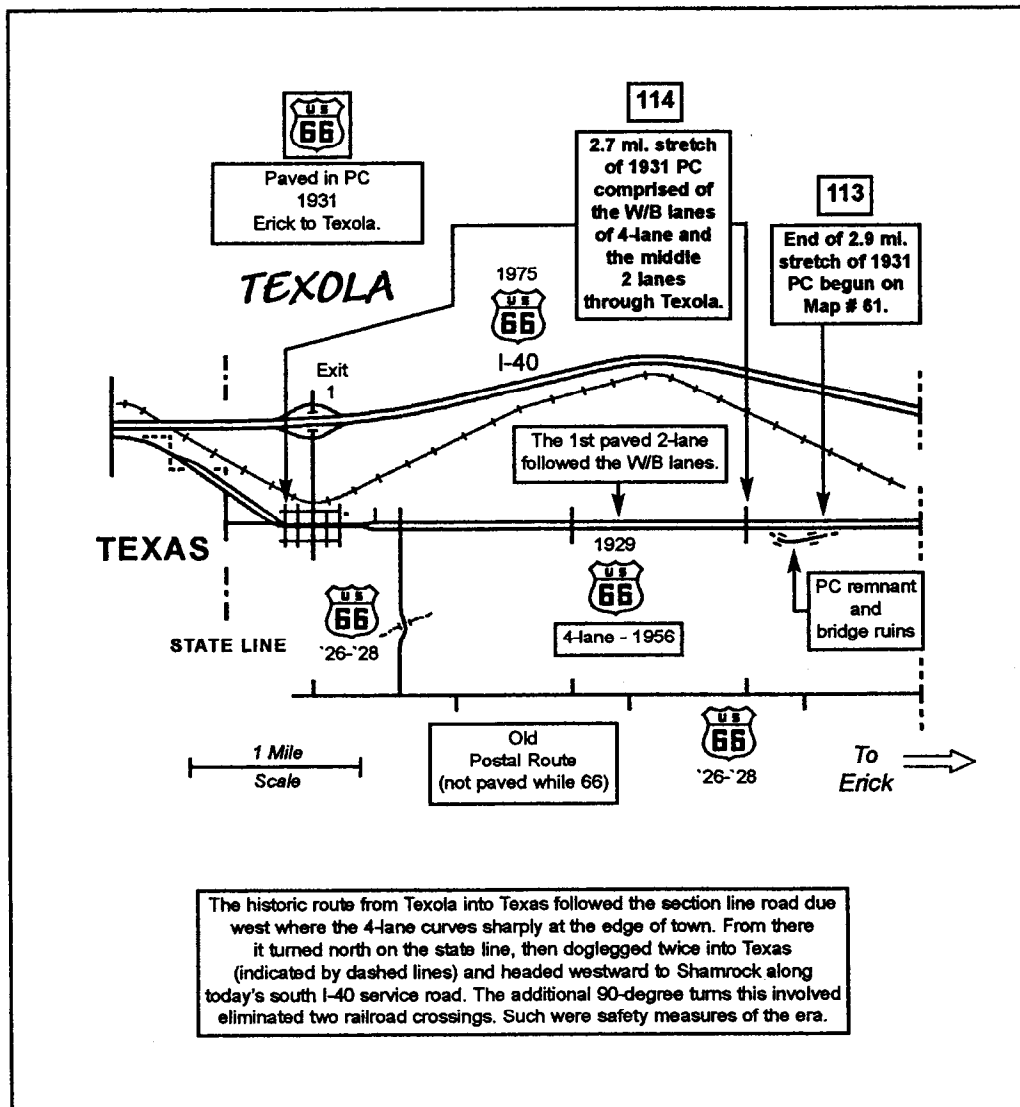 U S
66
Paved in PC
1931
Erick to Texola.
114
2.7 mi. stretch
of 1931 PC
comprised of
the W/B lanes
of 4-lane and
the middle
2 lanes
through Texola.
113
End of 2.9 mi.
stretch of 1931
PC begun on
Map # 61.
TEXOLA
1975
U S
66
I-40
Exit
1
The 1st paved 2-lane
followed the W/B lanes.
TEXAS
STATE LINE
U S
66
`26-`28
1929
U S
66
4-lane - 1956
PC remnant
and
bridge ruins
1 Mile
Scale
Old
Postal Route
(not paved while 66)
U S
66
`26-`28
To
Erick
The historic route from Texola into Texas followed the section line road due
west where the 4-lane curves sharply at the edge of town. From there
it turned north on the state line, then doglegged twice into Texas
(indicated by dashed lines) and headed westward to Shamrock along
today's south I-40 service road. The additional 90-degree turns this involved
eliminated two railroad crossings. Such were safety measures of the era.